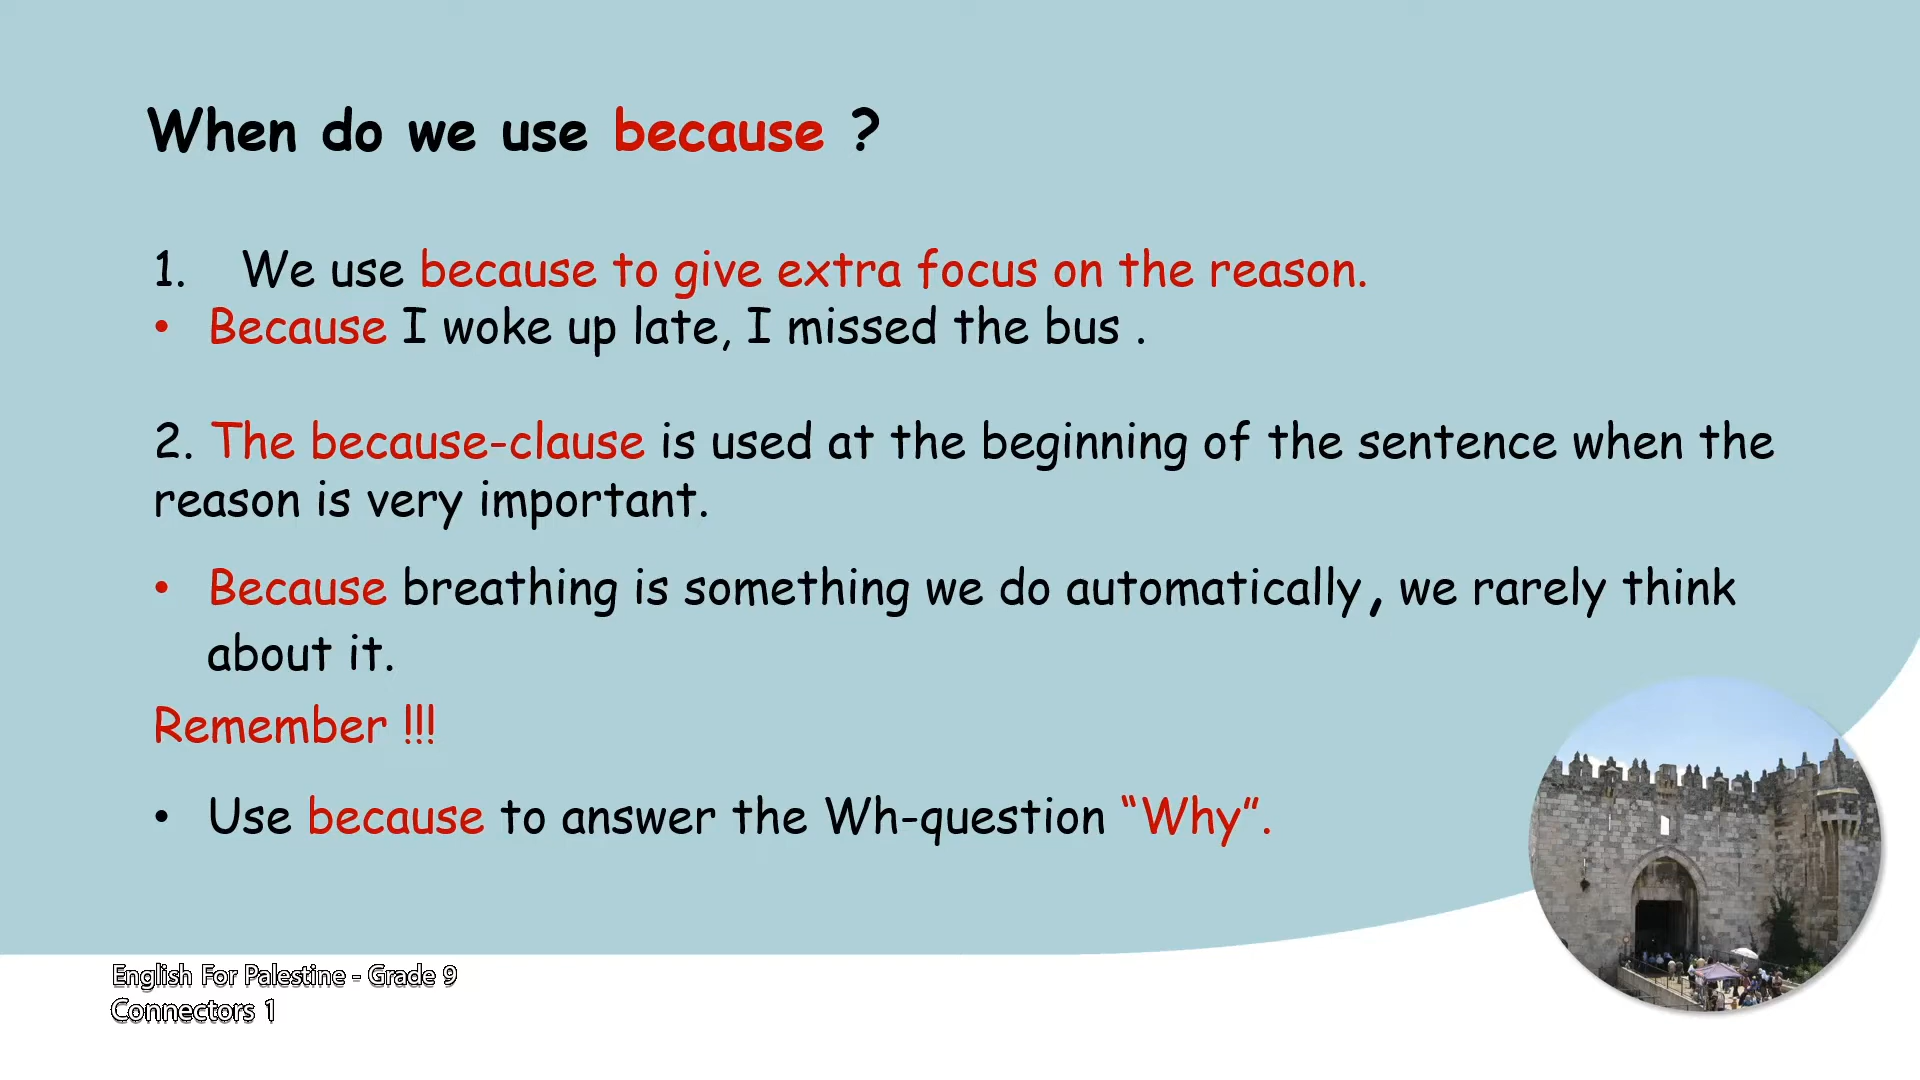 When do we use because ?
1. We use because to give extra focus on the reason.
• Because I woke up late, I missed the bus .
2. The because-clause is used at the beginning of the sentence when the
reason is very important.
• Because breathing is something we do automatically, we rarely think
about it.
Remember !!!
• Use because to answer the Wh-question “Why”.
English For Palestine - Grade 9
Connectors 1